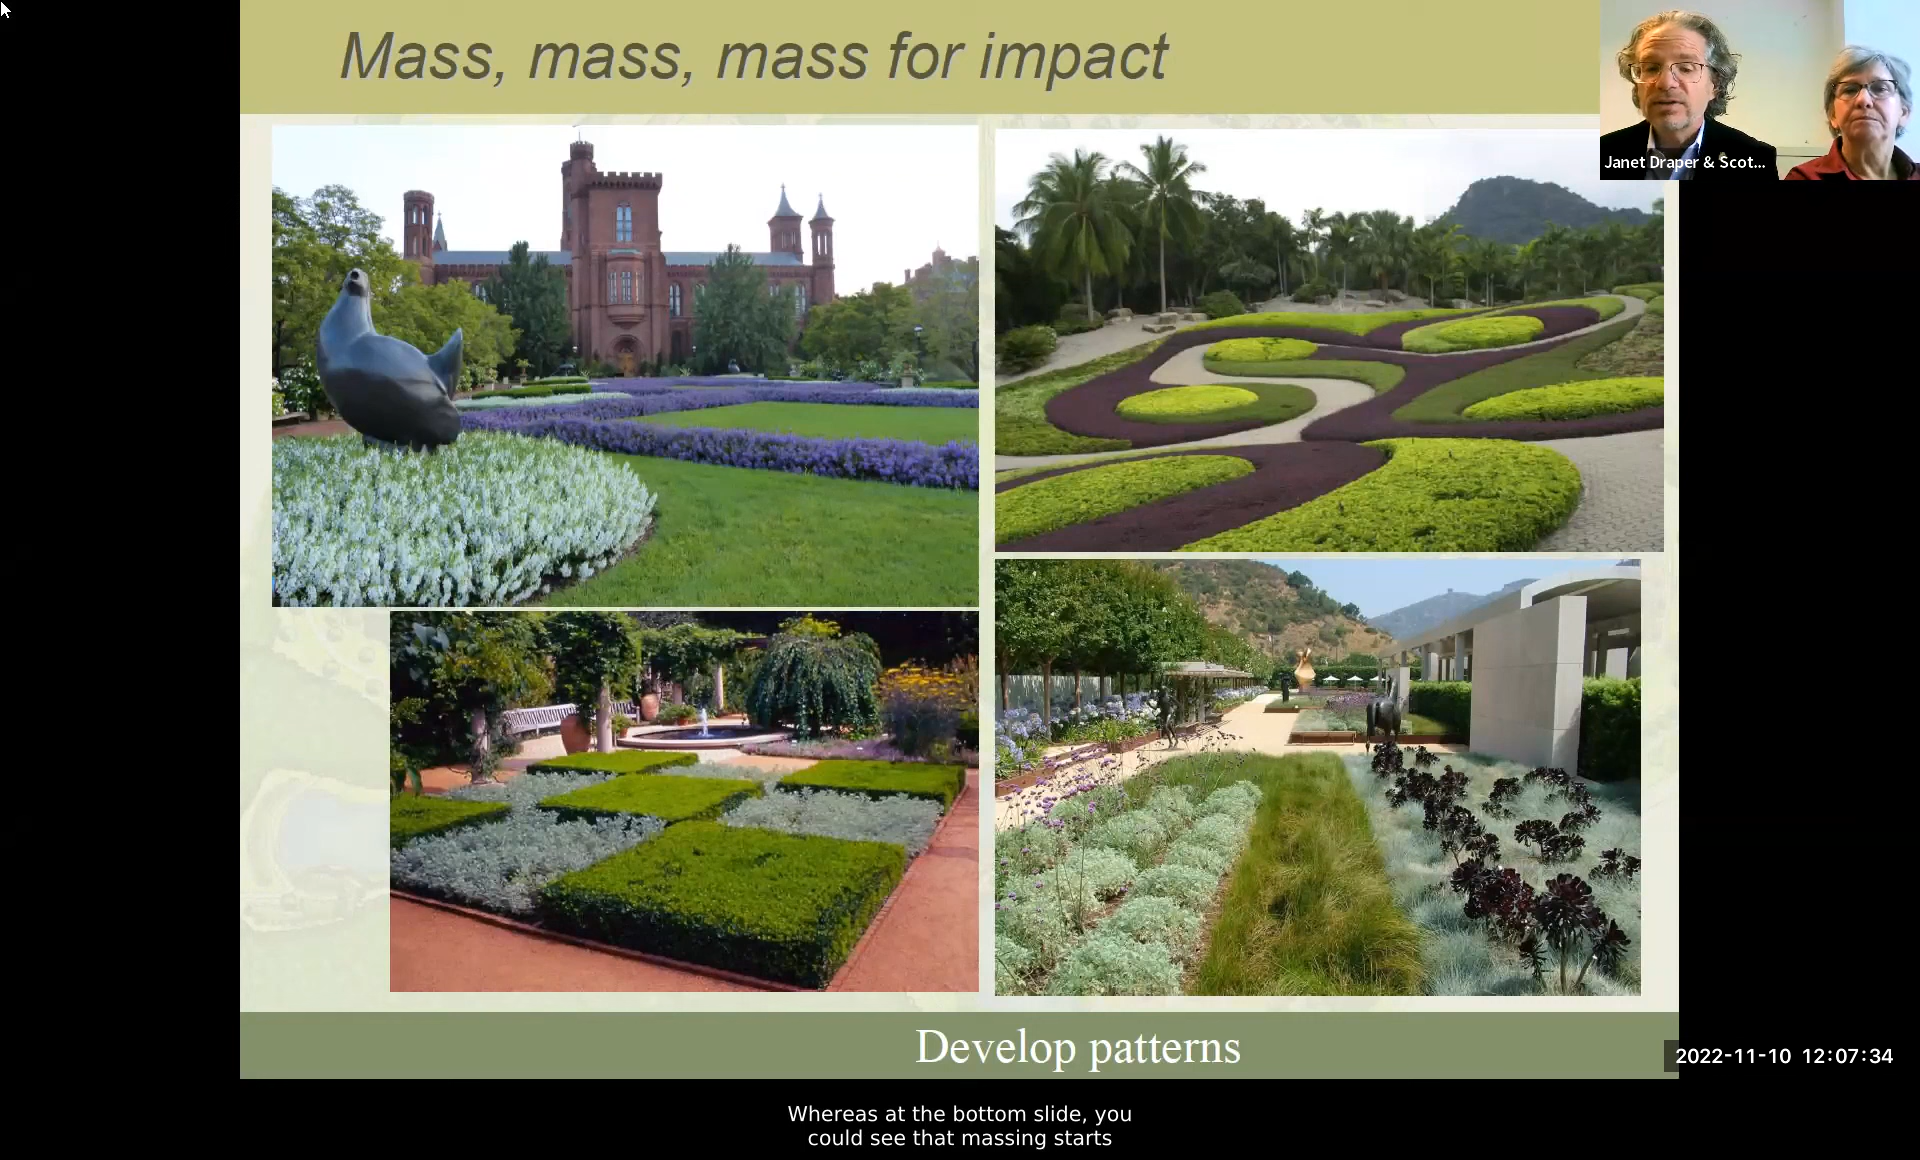 Mass, mass, mass for impact
Janet Draper & Scot...
Develop patterns
2022-11-10 12:07:34
Whereas at the bottom slide, you
could see that massing starts